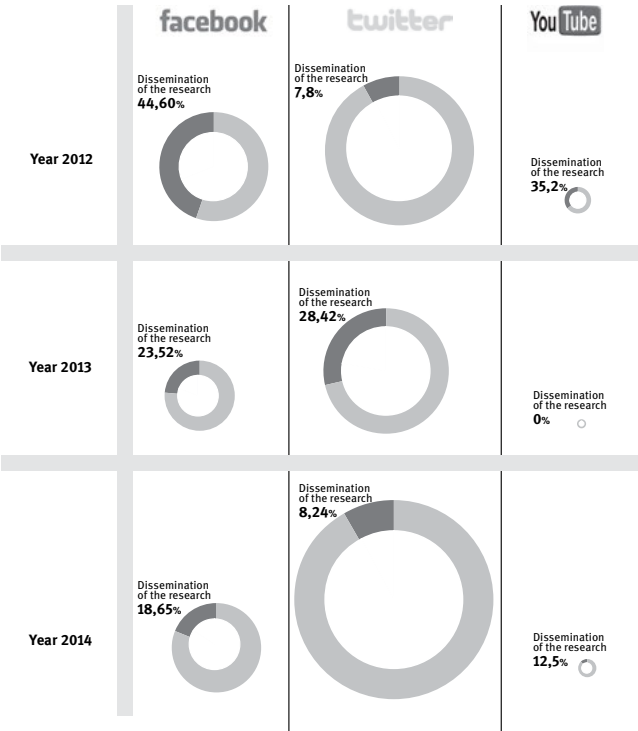 facebook
twitter
YouTube
Year 2012
Dissemination
of the research
44,60%
Dissemination
of the research
7,8%
Dissemination
of the research
35,2%
Year 2013
Dissemination
of the research
23,52%
Dissemination
of the research
28,42%
Dissemination
of the research
0%
Year 2014
Dissemination
of the research
18,65%
Dissemination
of the research
8,24%
Dissemination
of the research
12,5%